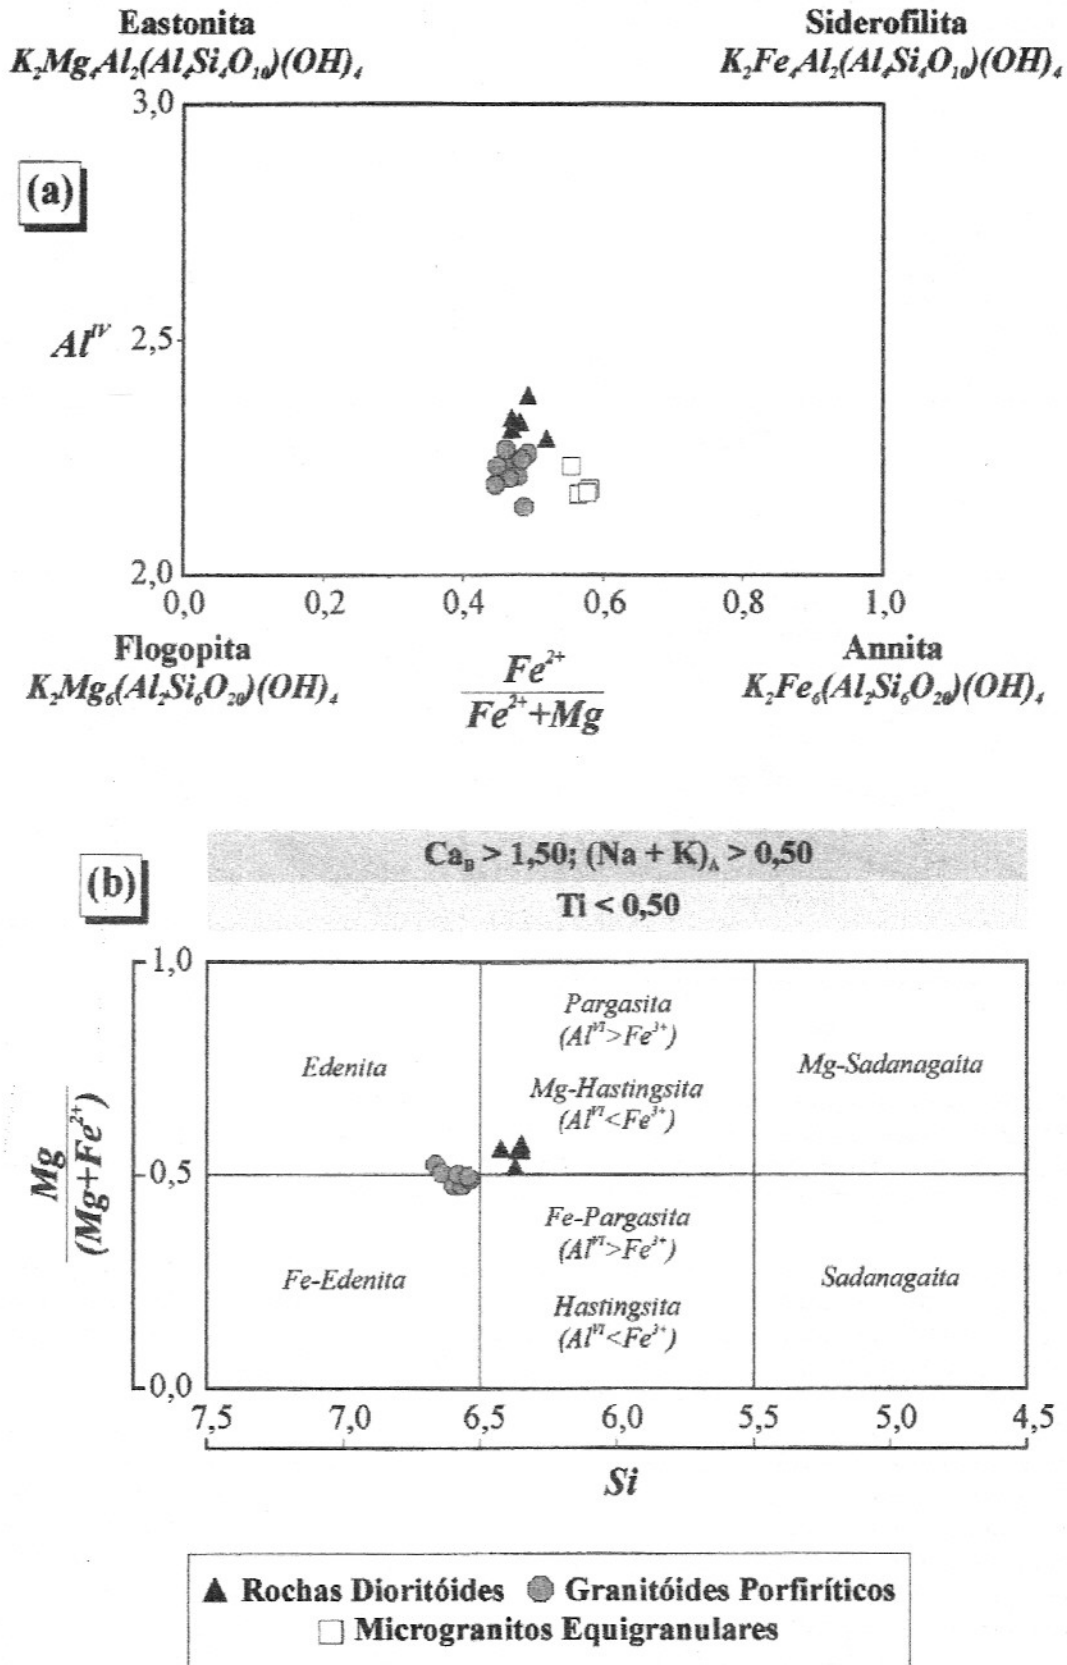 Eastonita
K₂Mg₄Al₂(Al₄Si₄O₁₀)(OH)₄
Siderofilita
K₂Fe₄Al₂(Al₄Si₄O₁₀)(OH)₄
(a)
3,0
Alᴵⱽ 2,5
2,0
0,0 0,2 0,4 0,6 0,8 1,0
Flogopita
K₂Mg₆(Al₂Si₆O₂₀)(OH)₄
Fe²⁺
Fe²⁺+Mg
Annita
K₂Fe₆(Al₂Si₆O₂₀)(OH)₄
(b)
Ca_B > 1,50; (Na + K)_A > 0,50
Ti < 0,50
1,0
0,5
0,0
Mg
(Mg+Fe²⁺)
Edenita
Pargasita
(Alⱽᴵ>Fe³⁺)
Mg-Hastingsita
(Alⱽᴵ<Fe³⁺)
Mg-Sadanagaita
Fe-Edenita
Fe-Pargasita
(Alⱽᴵ>Fe³⁺)
Hastingsita
(Alⱽᴵ<Fe³⁺)
Sadanagaita
7,5 7,0 6,5 6,0 5,5 5,0 4,5
Si
Rochas Dioritóides Granitóides Porfiríticos
Microgranitos Equigranulares